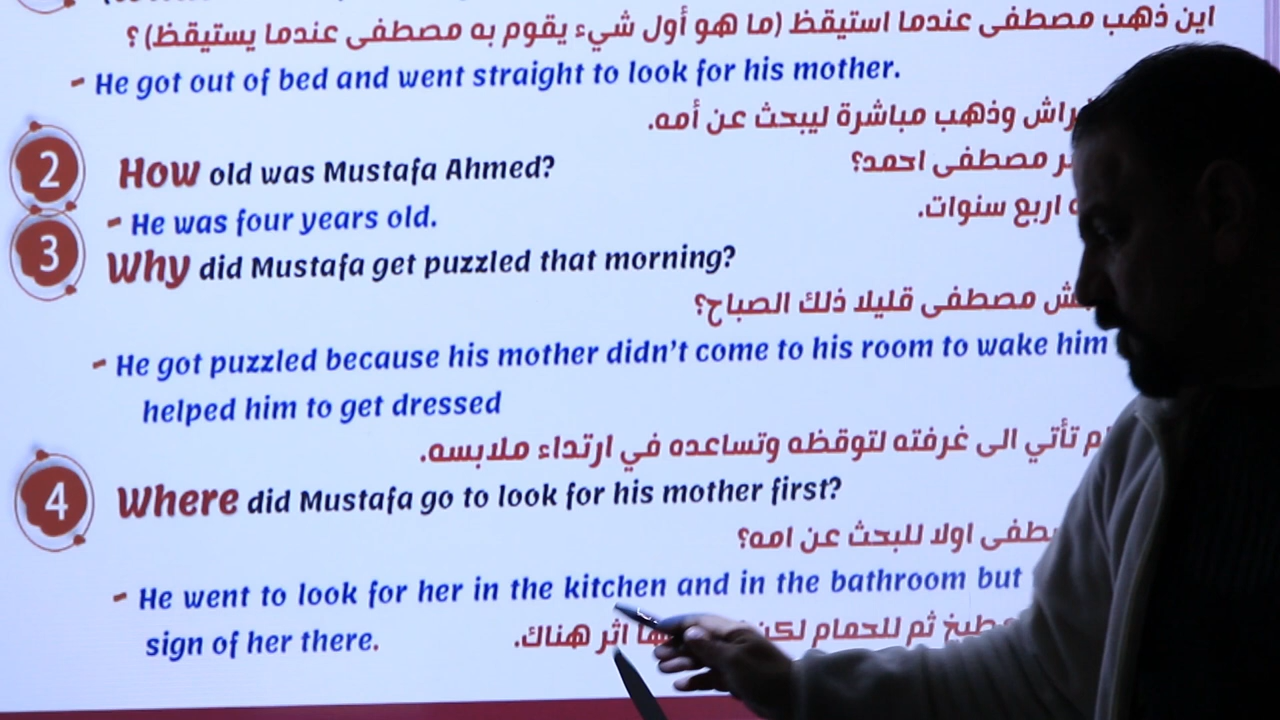 اين ذهب مصطفى عندما استيقظ (ما هو أول شيء يقوم به مصطفى عندما يستيقظ) ؟
- He got out of bed and went straight to look for his mother.
وذهب مباشرة ليبحث عن أمه.
2 How old was Mustafa Ahmed?
مصطفى احمد؟
- He was four years old.
اربع سنوات.
3 Why did Mustafa get puzzled that morning?
مصطفى قليلا ذلك الصباح؟
- He got puzzled because his mother didn't come to his room to wake him
helped him to get dressed
تأتي الى غرفته لتوقظه وتساعده في ارتداء ملابسه.
4 Where did Mustafa go to look for his mother first?
اولا للبحث عن امه؟
- He went to look for her in the kitchen and in the bathroom but
sign of her there.
ثم للحمام اثر هناك.